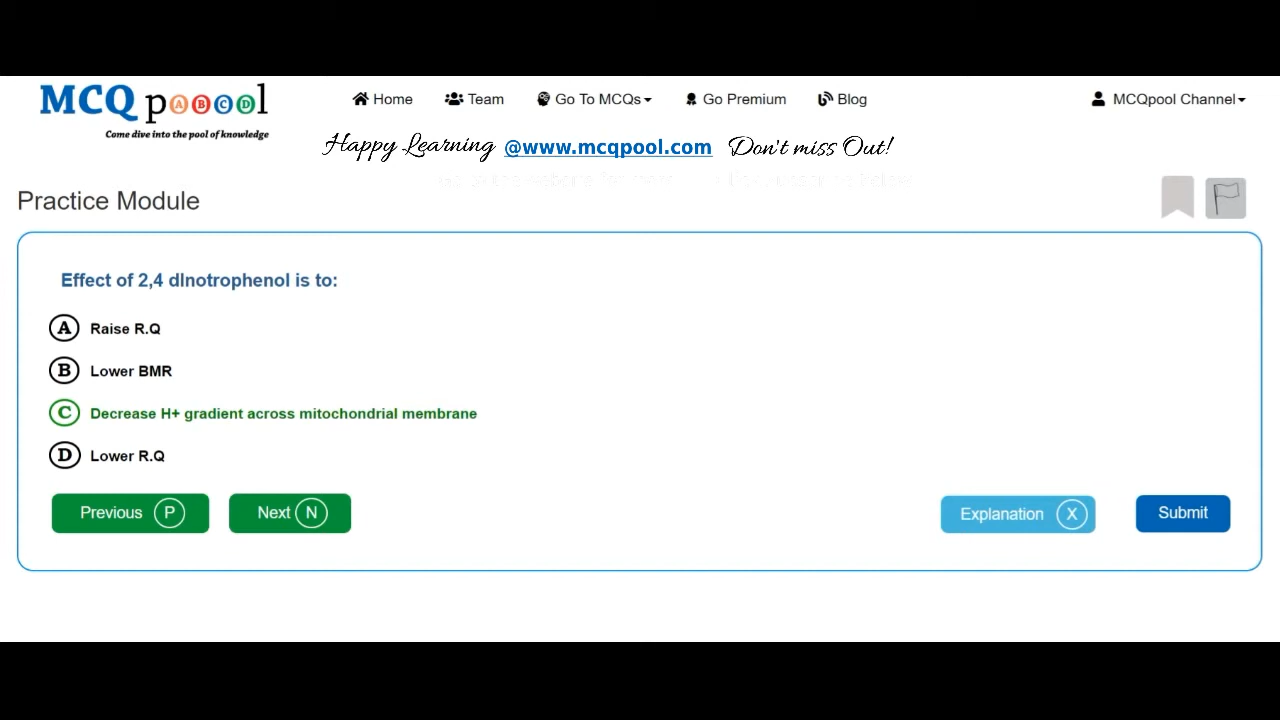 MCQ pABCDl
Come dive into the pool of knowledge
Home Team Go To MCQs Go Premium Blog MCQpool Channel
Happy Learning @www.mcqpool.com Don't miss Out!
Practice Module
Effect of 2,4 dInotrophenol is to:
A Raise R.Q
B Lower BMR
C Decrease H+ gradient across mitochondrial membrane
D Lower R.Q
Previous P Next N Explanation X Submit